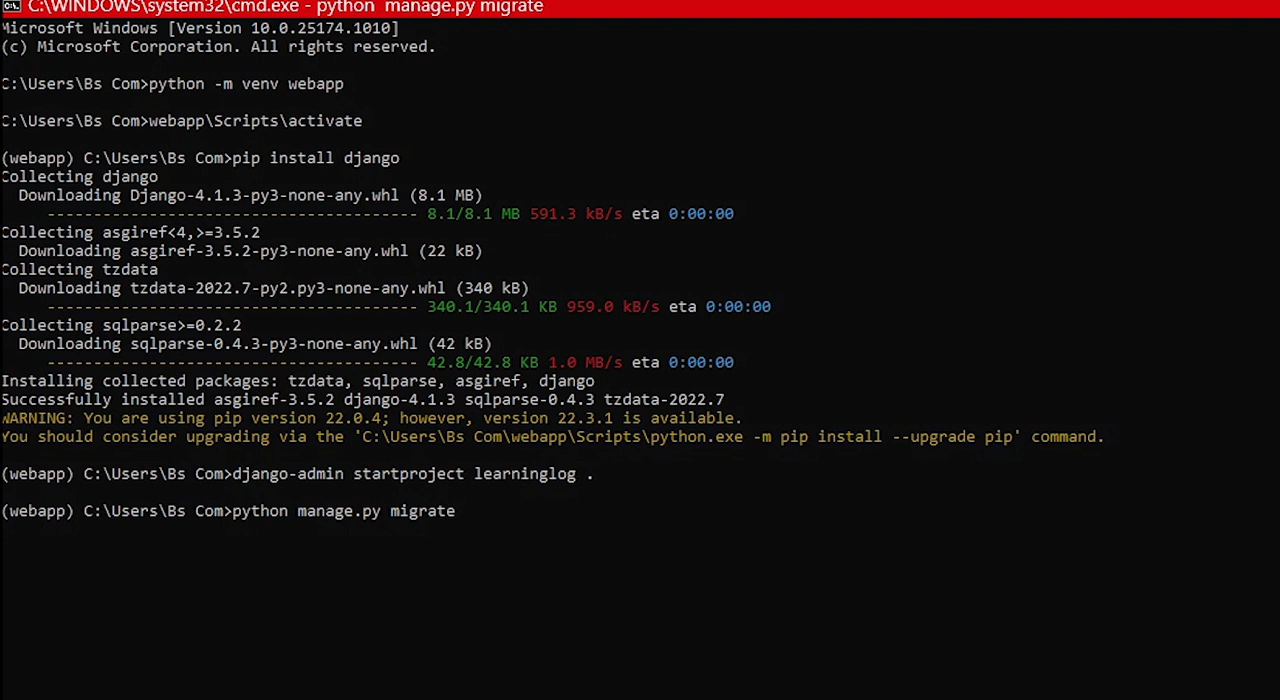 C:\WINDOWS\system32\cmd.exe - python manage.py migrate
Microsoft Windows [Version 10.0.25174.1010]
(c) Microsoft Corporation. All rights reserved.
C:\Users\Bs Com>python -m venv webapp
C:\Users\Bs Com>webapp\Scripts\activate
(webapp) C:\Users\Bs Com>pip install django
Collecting django
Downloading Django-4.1.3-py3-none-any.whl (8.1 MB)
---------------------------------------- 8.1/8.1 MB 591.3 kB/s eta 0:00:00
Collecting asgiref<4,>=3.5.2
Downloading asgiref-3.5.2-py3-none-any.whl (22 kB)
Collecting tzdata
Downloading tzdata-2022.7-py2.py3-none-any.whl (340 kB)
---------------------------------------- 340.1/340.1 KB 959.0 kB/s eta 0:00:00
Collecting sqlparse>=0.2.2
Downloading sqlparse-0.4.3-py3-none-any.whl (42 kB)
---------------------------------------- 42.8/42.8 KB 1.0 MB/s eta 0:00:00
Installing collected packages: tzdata, sqlparse, asgiref, django
Successfully installed asgiref-3.5.2 django-4.1.3 sqlparse-0.4.3 tzdata-2022.7
WARNING: You are using pip version 22.0.4; however, version 22.3.1 is available.
You should consider upgrading via the 'C:\Users\Bs Com\webapp\Scripts\python.exe -m pip install --upgrade pip' command.
(webapp) C:\Users\Bs Com>django-admin startproject learninglog .
(webapp) C:\Users\Bs Com>python manage.py migrate